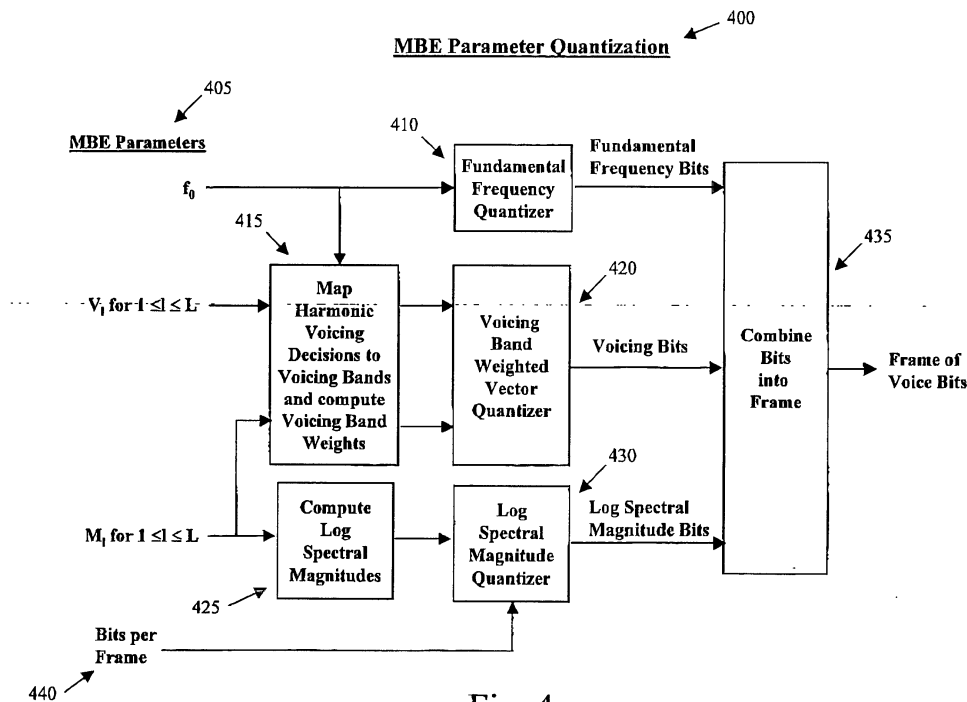 MBE Parameter Quantization
400
405
MBE Parameters
410
Fundamental
Frequency
Quantizer
Fundamental
Frequency Bits
f₀
415
435
Map
Harmonic
Voicing
Decisions to
Voicing Bands
and compute
Voicing Band
Weights
420
Vₗ for 1 ≤l ≤ L
Voicing
Band
Weighted
Vector
Quantizer
Voicing Bits
Combine
Bits
into
Frame
Frame of
Voice Bits
430
Mₗ for 1 ≤l ≤ L
Compute
Log
Spectral
Magnitudes
Log
Spectral
Magnitude
Quantizer
Log Spectral
Magnitude Bits
425
Bits per
Frame
440